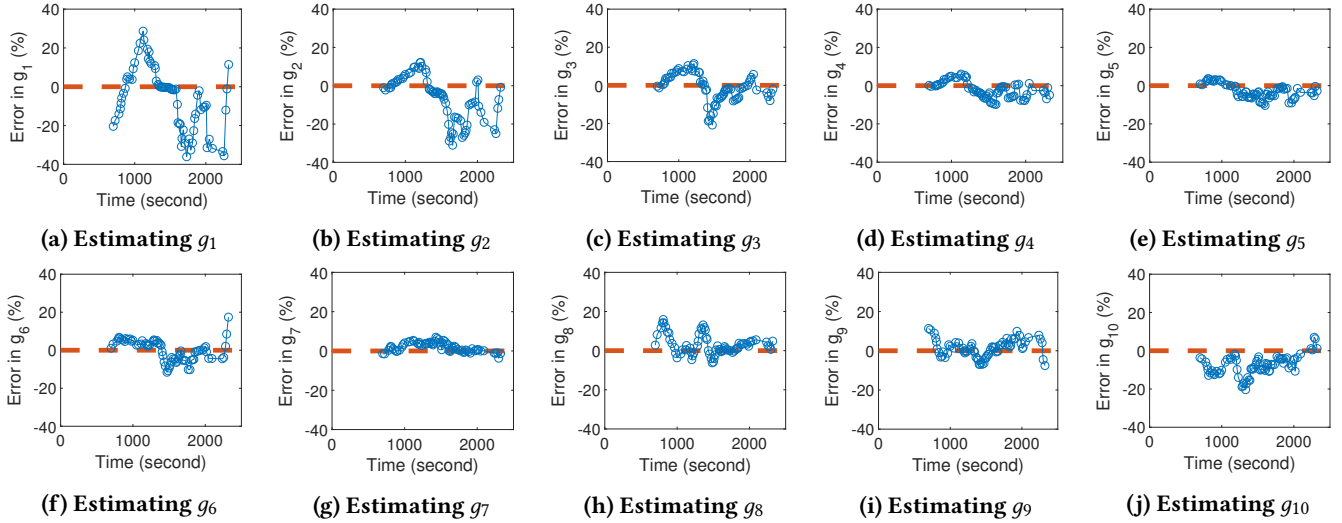 40
20
0
-20
-40
Error in g1 (%)
0 1000 2000
Time (second)
(a) Estimating g1
40
20
0
-20
-40
Error in g2 (%)
0 1000 2000
Time (second)
(b) Estimating g2
40
20
0
-20
-40
Error in g3 (%)
0 1000 2000
Time (second)
(c) Estimating g3
40
20
0
-20
-40
Error in g4 (%)
0 1000 2000
Time (second)
(d) Estimating g4
40
20
0
-20
-40
Error in g5 (%)
0 1000 2000
Time (second)
(e) Estimating g5
40
20
0
-20
-40
Error in g6 (%)
0 1000 2000
Time (second)
(f) Estimating g6
40
20
0
-20
-40
Error in g7 (%)
0 1000 2000
Time (second)
(g) Estimating g7
40
20
0
-20
-40
Error in g8 (%)
0 1000 2000
Time (second)
(h) Estimating g8
40
20
0
-20
-40
Error in g9 (%)
0 1000 2000
Time (second)
(i) Estimating g9
40
20
0
-20
-40
Error in g10 (%)
0 1000 2000
Time (second)
(j) Estimating g10